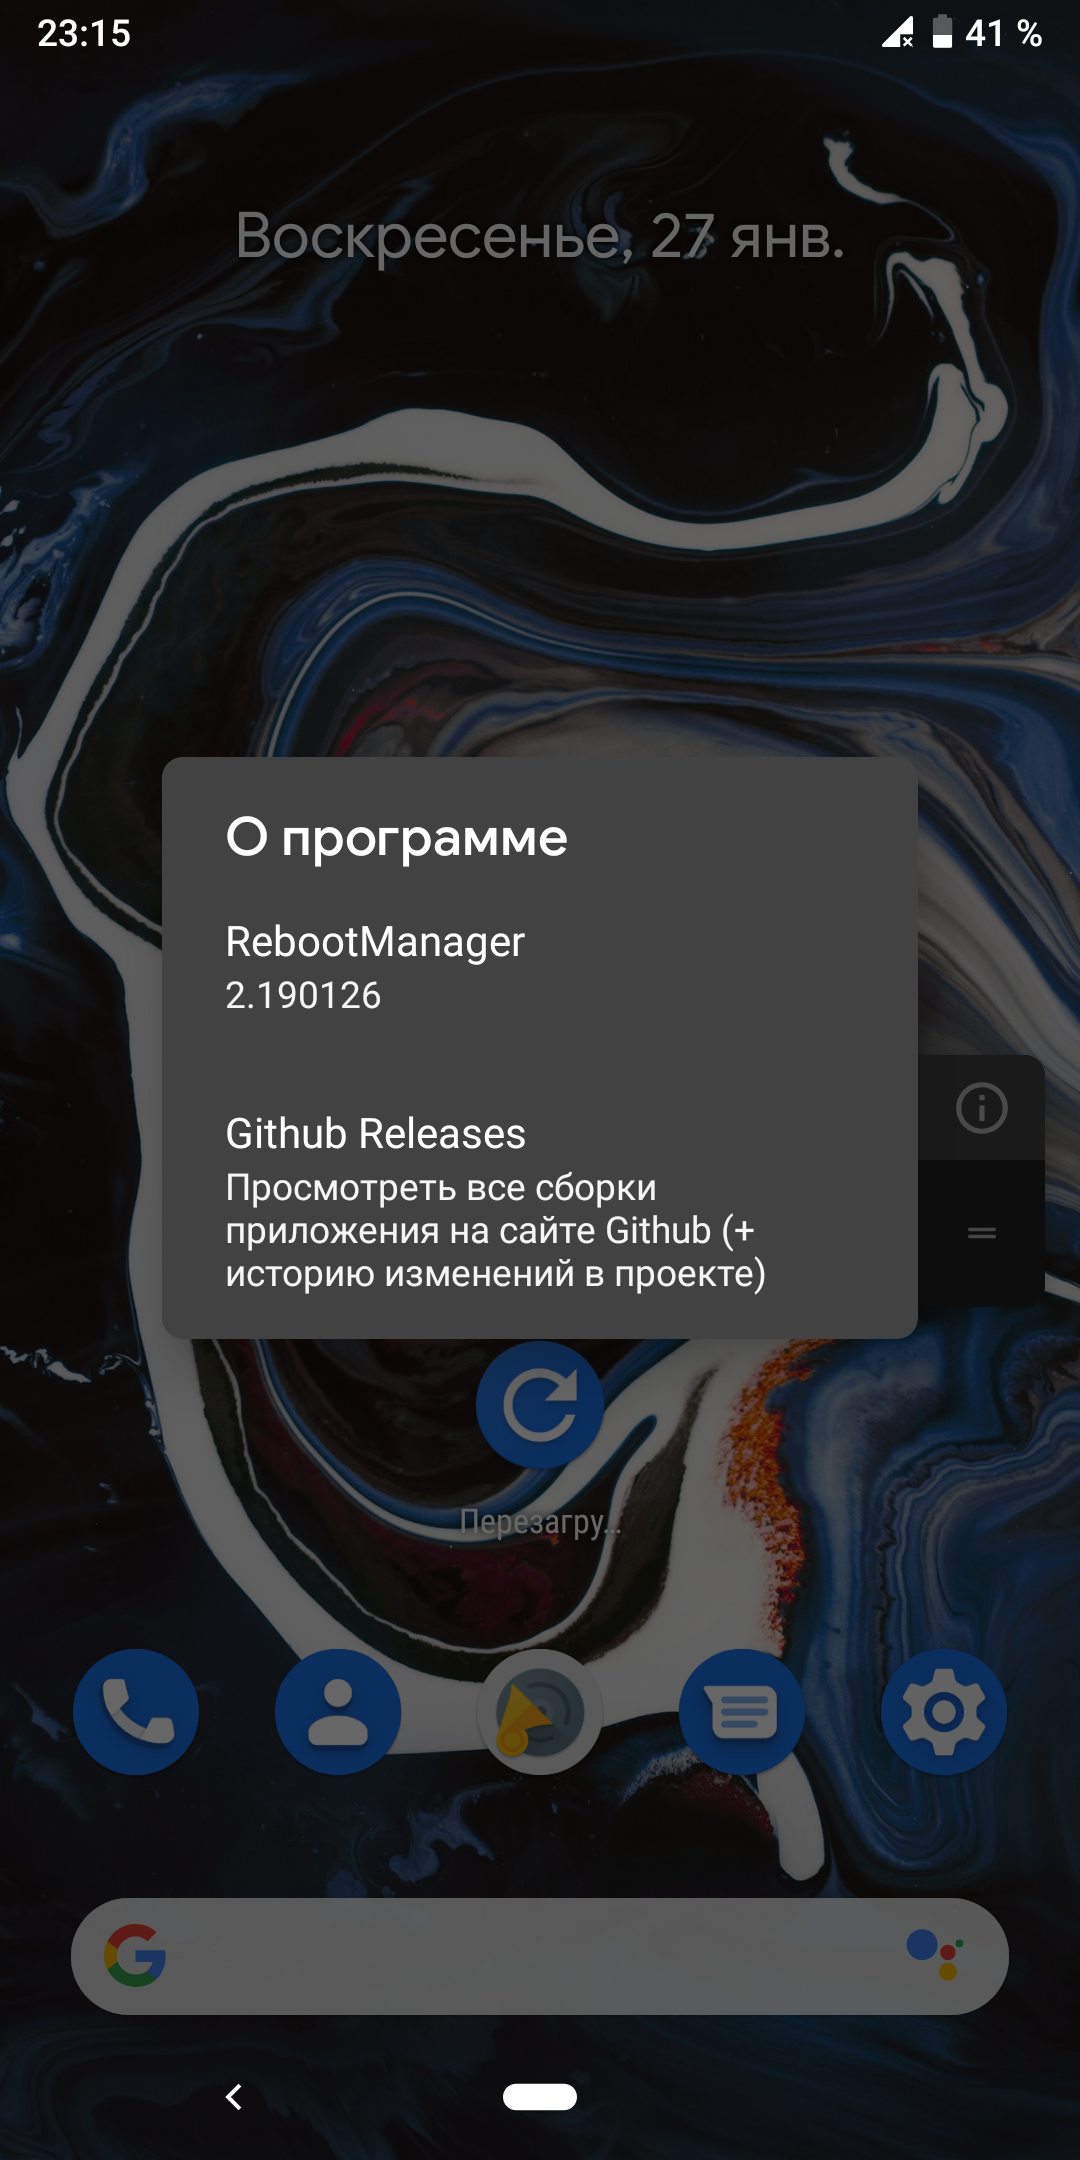 23:15
41 %
Воскресенье, 27 янв.
О программе
RebootManager
2.190126
Github Releases
Просмотреть все сборки
приложения на сайте Github (+
историю изменений в проекте)
Перезагру...